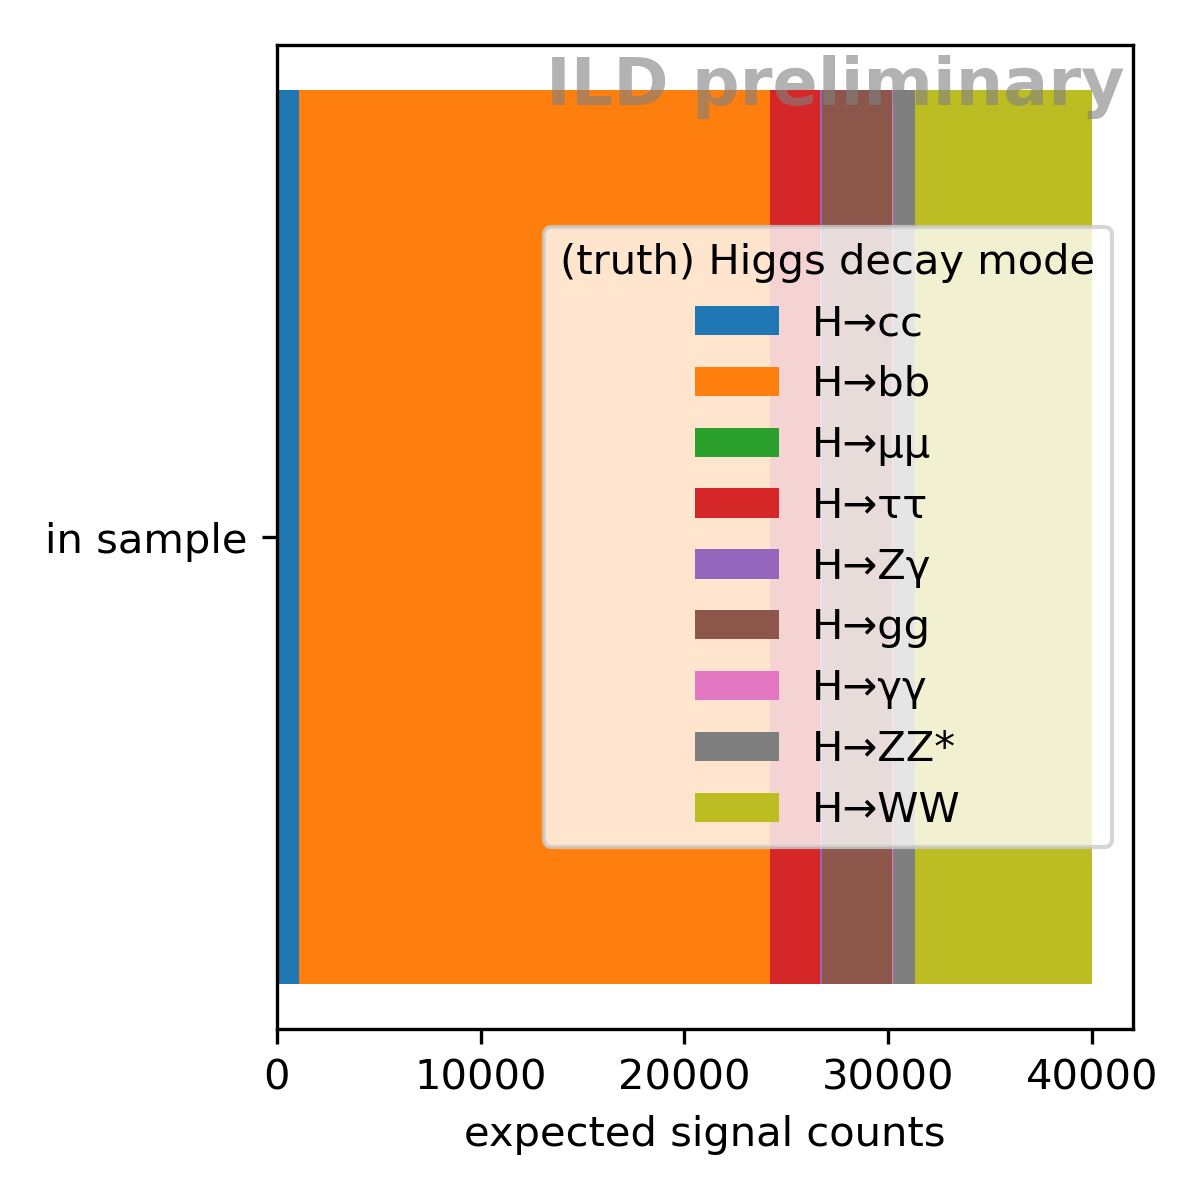 ILD preliminary
(truth) Higgs decay mode
H→cc
H→bb
H→μμ
H→ττ
H→Zγ
H→gg
H→γγ
H→ZZ*
H→WW
in sample
0 10000 20000 30000 40000
expected signal counts